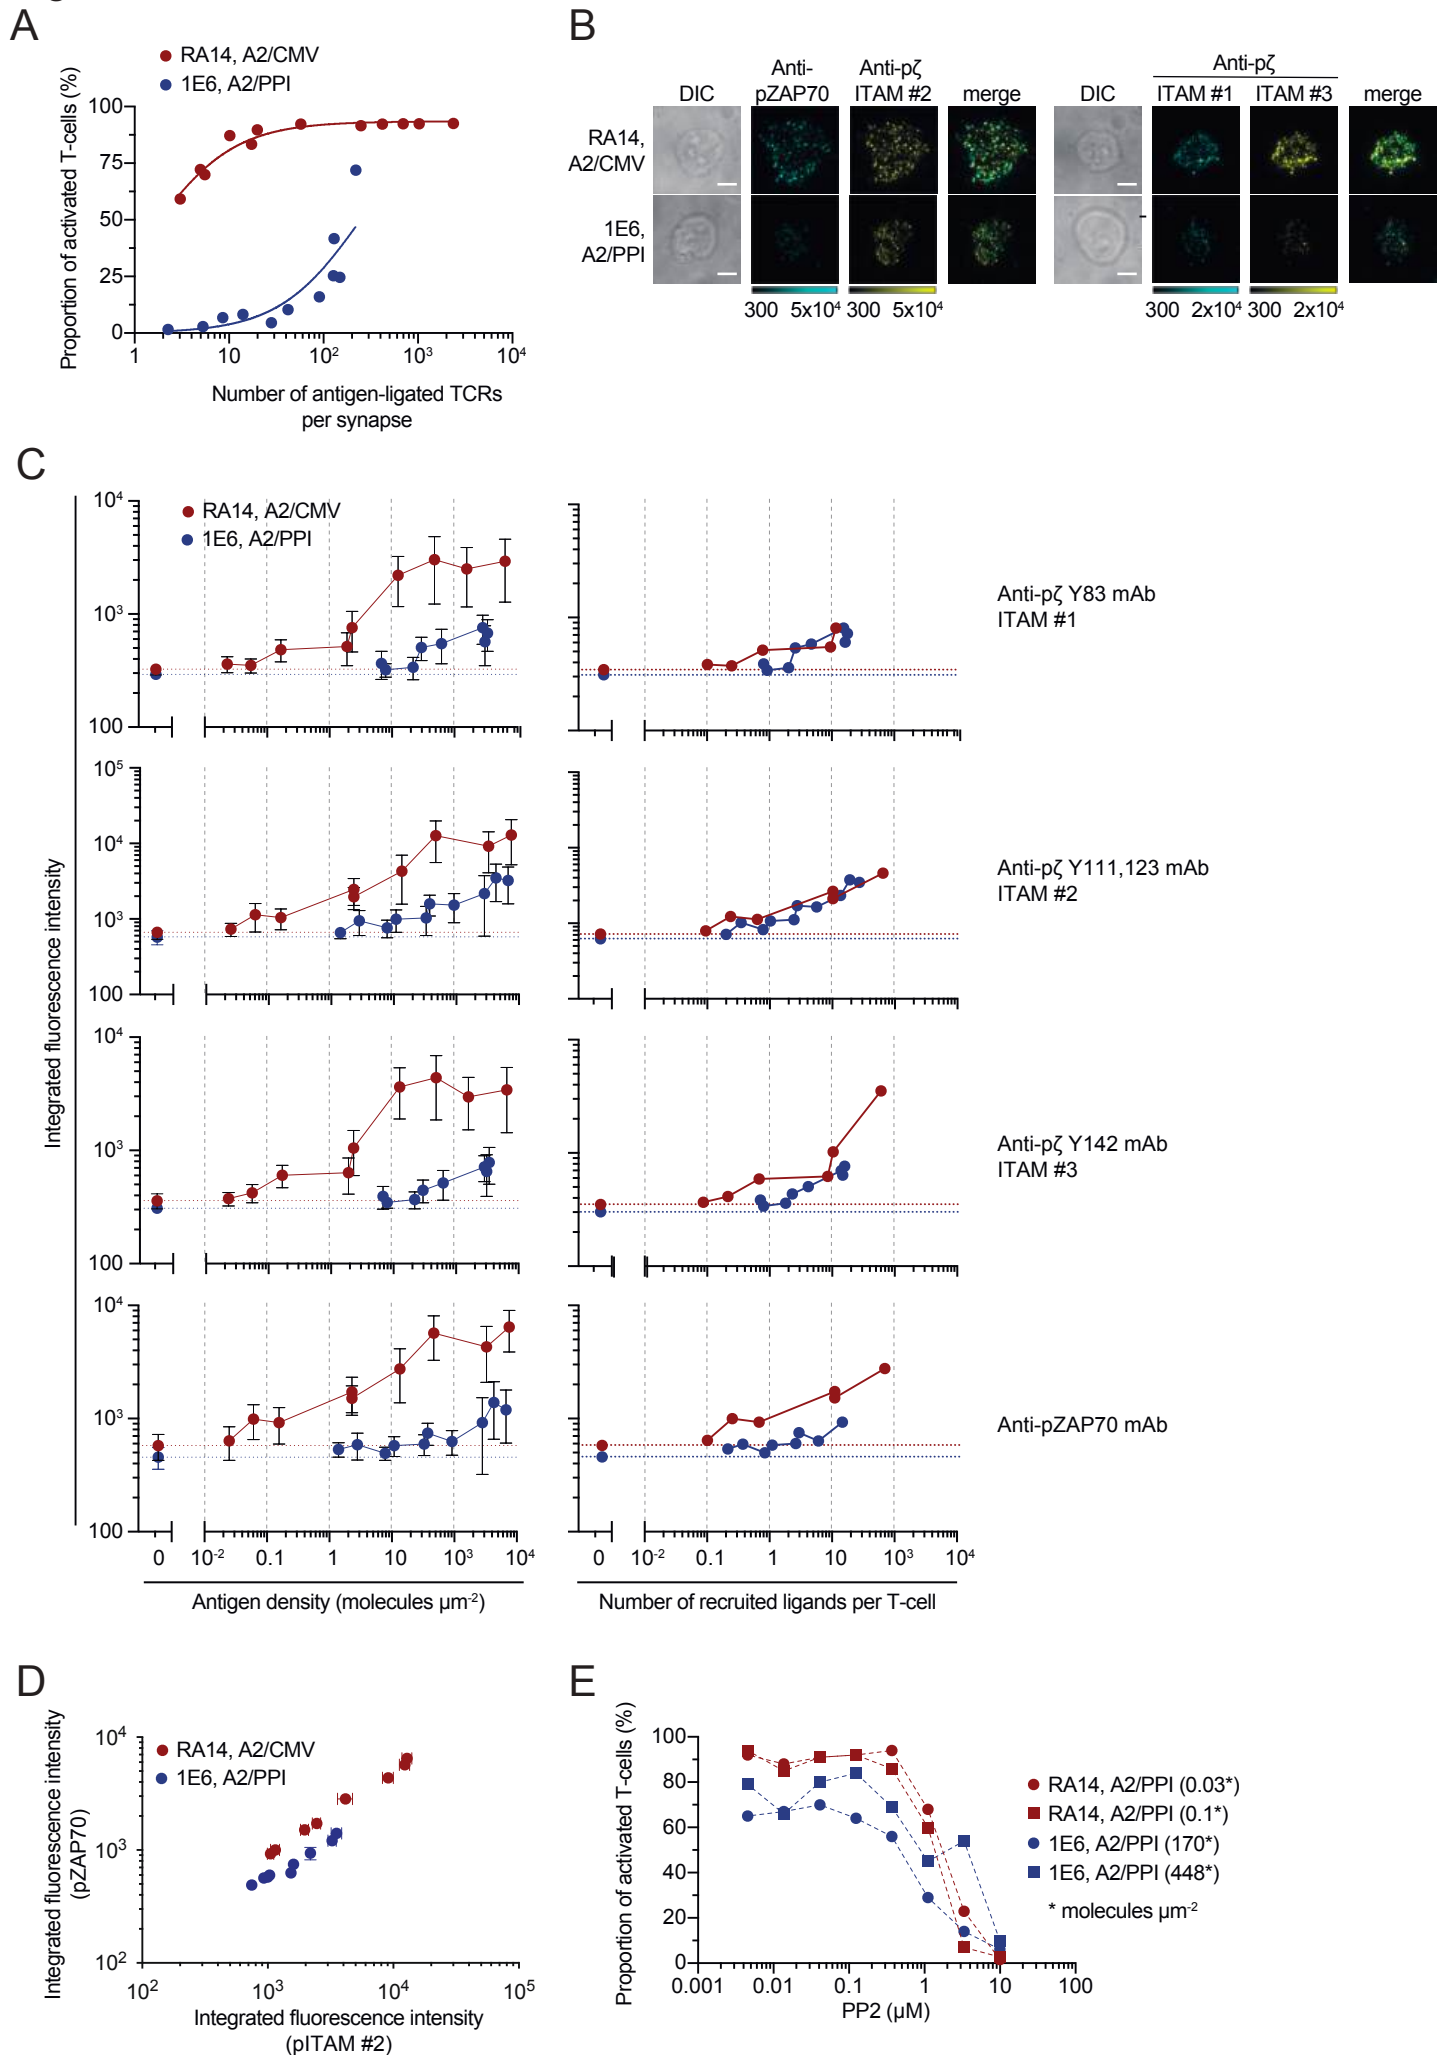 A
RA14, A2/CMV
1E6, A2/PPI
Proportion of activated T-cells (%)
100
75
50
25
0
1
10
10²
10³
10⁴
Number of antigen-ligated TCRs
per synapse
B
Anti-
pZAP70
Anti-pζ
ITAM #2
Anti-pζ
DIC
merge
DIC
ITAM #1
ITAM #3
merge
RA14,
A2/CMV
1E6,
A2/PPI
300 5x10⁴
300 5x10⁴
300 2x10⁴
300 2x10⁴
C
Integrated fluorescence intensity
RA14, A2/CMV
1E6, A2/PPI
10⁴
10³
100
Anti-pζ Y83 mAb
ITAM #1
10⁵
10⁴
10³
100
Anti-pζ Y111,123 mAb
ITAM #2
10⁴
10³
100
Anti-pζ Y142 mAb
ITAM #3
10⁴
10³
100
Anti-pZAP70 mAb
0 10⁻² 0.1 1 10 10³ 10⁴
0 10⁻² 0.1 1 10 10³ 10⁴
Antigen density (molecules µm⁻²)
Number of recruited ligands per T-cell
D
Integrated fluorescence intensity
(pZAP70)
RA14, A2/CMV
1E6, A2/PPI
10⁴
10³
10²
10² 10³ 10⁴ 10⁵
Integrated fluorescence intensity
(pITAM #2)
E
Proportion of activated T-cells (%)
100
80
60
40
20
0
0.001 0.01 0.1 1 10 100
PP2 (µM)
RA14, A2/PPI (0.03*)
RA14, A2/PPI (0.1*)
1E6, A2/PPI (170*)
1E6, A2/PPI (448*)
* molecules µm⁻²